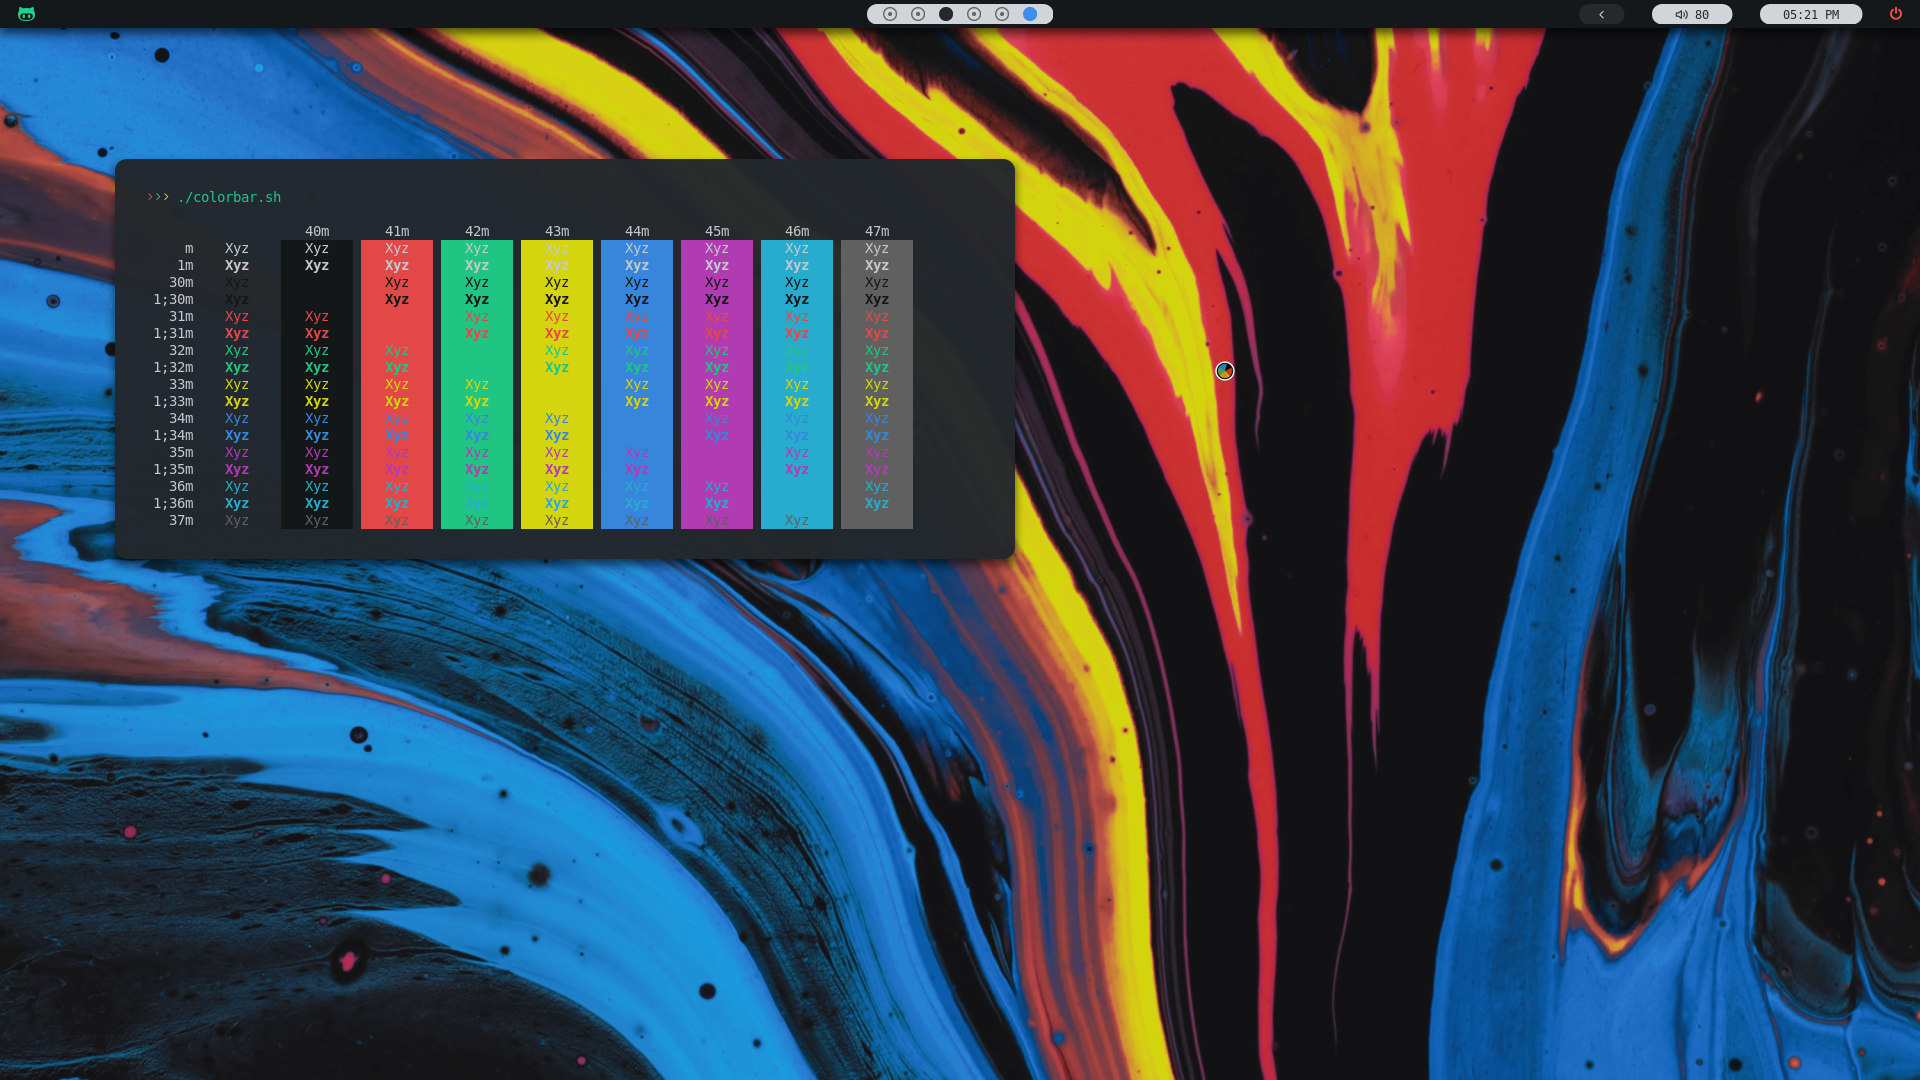 05:21 PM
80
›››  ./colorbar.sh
40m 41m 42m 43m 44m 45m 46m 47m
m Xyz Xyz Xyz Xyz Xyz Xyz Xyz Xyz Xyz
1m Xyz Xyz Xyz Xyz Xyz Xyz Xyz Xyz Xyz
30m Xyz Xyz Xyz Xyz Xyz Xyz Xyz Xyz
1;30m Xyz Xyz Xyz Xyz Xyz Xyz Xyz Xyz
31m Xyz Xyz Xyz Xyz Xyz Xyz Xyz Xyz
1;31m Xyz Xyz Xyz Xyz Xyz Xyz Xyz Xyz
32m Xyz Xyz Xyz Xyz Xyz Xyz Xyz Xyz
1;32m Xyz Xyz Xyz Xyz Xyz Xyz Xyz Xyz
33m Xyz Xyz Xyz Xyz Xyz Xyz Xyz Xyz
1;33m Xyz Xyz Xyz Xyz Xyz Xyz Xyz Xyz
34m Xyz Xyz Xyz Xyz Xyz Xyz Xyz Xyz
1;34m Xyz Xyz Xyz Xyz Xyz Xyz Xyz Xyz
35m Xyz Xyz Xyz Xyz Xyz Xyz Xyz Xyz
1;35m Xyz Xyz Xyz Xyz Xyz Xyz Xyz Xyz
36m Xyz Xyz Xyz Xyz Xyz Xyz Xyz Xyz
1;36m Xyz Xyz Xyz Xyz Xyz Xyz Xyz Xyz
37m Xyz Xyz Xyz Xyz Xyz Xyz Xyz Xyz